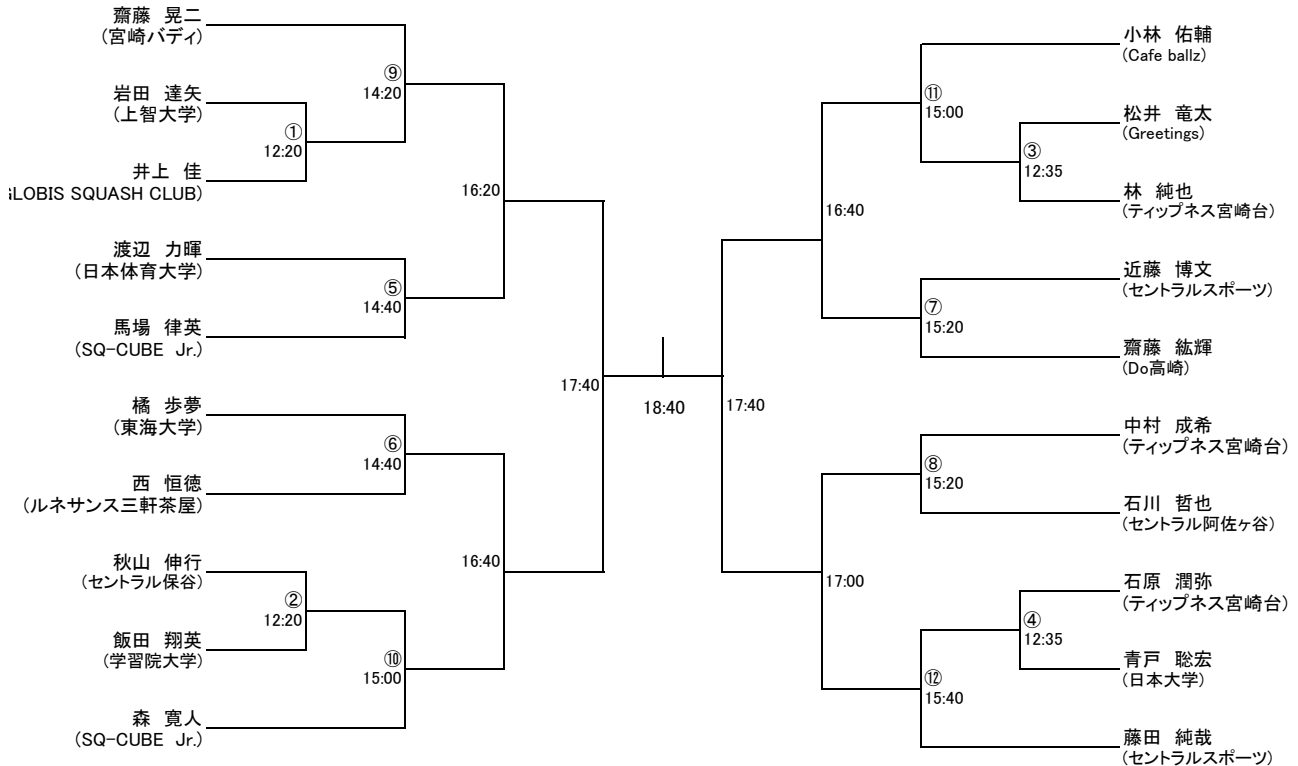 齋藤　晃二
(宮崎バディ)
⑨
14:20
岩田　達矢
(上智大学)
①
12:20
井上　佳
GLOBIS SQUASH CLUB)
16:20
渡辺　力暉
(日本体育大学)
⑤
14:40
馬場　律英
(SQ-CUBE Jr.)
17:40
橘　歩夢
(東海大学)
⑥
14:40
西　恒徳
(ルネサンス三軒茶屋)
16:40
秋山　伸行
(セントラル保谷)
②
12:20
飯田　翔英
(学習院大学)
⑩
15:00
森　寛人
(SQ-CUBE Jr.)
18:40
小林　佑輔
(Cafe ballz)
⑪
15:00
松井　竜太
(Greetings)
③
12:35
林　純也
(ティップネス宮崎台)
16:40
近藤　博文
(セントラルスポーツ)
⑦
15:20
齋藤　紘輝
(Do高崎)
17:40
中村　成希
(ティップネス宮崎台)
⑧
15:20
石川　哲也
(セントラル阿佐ヶ谷)
17:00
石原　潤弥
(ティップネス宮崎台)
④
12:35
青戸　聡宏
(日本大学)
⑫
15:40
藤田　純哉
(セントラルスポーツ)